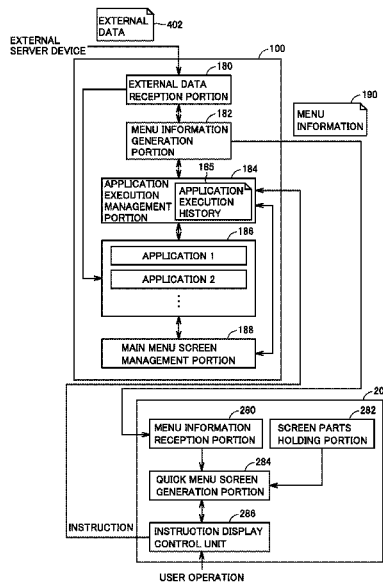 EXTERNAL
DATA
402
EXTERNAL
SERVER DEVICE
100
180
EXTERNAL DATA
RECEPTION PORTION
182
MENU INFORMATION
GENERATION
PORTION
190
MENU
INFORMATION
165
184
APPLICATION
EXECUTION
MANAGEMENT
PORTION
APPLICATION
EXECUTION
HISTORY
186
APPLICATION 1
APPLICATION 2
⋮
188
MAIN MENU SCREEN
MANAGEMENT PORTION
20
280
MENU INFORMATION
RECEPTION PORTION
282
SCREEN PARTS
HOLDING PORTION
284
QUICK MENU SCREEN
GENERATION PORTION
286
INSTRUCTION
INSTRUCTION DISPLAY
CONTROL UNIT
USER OPERATION